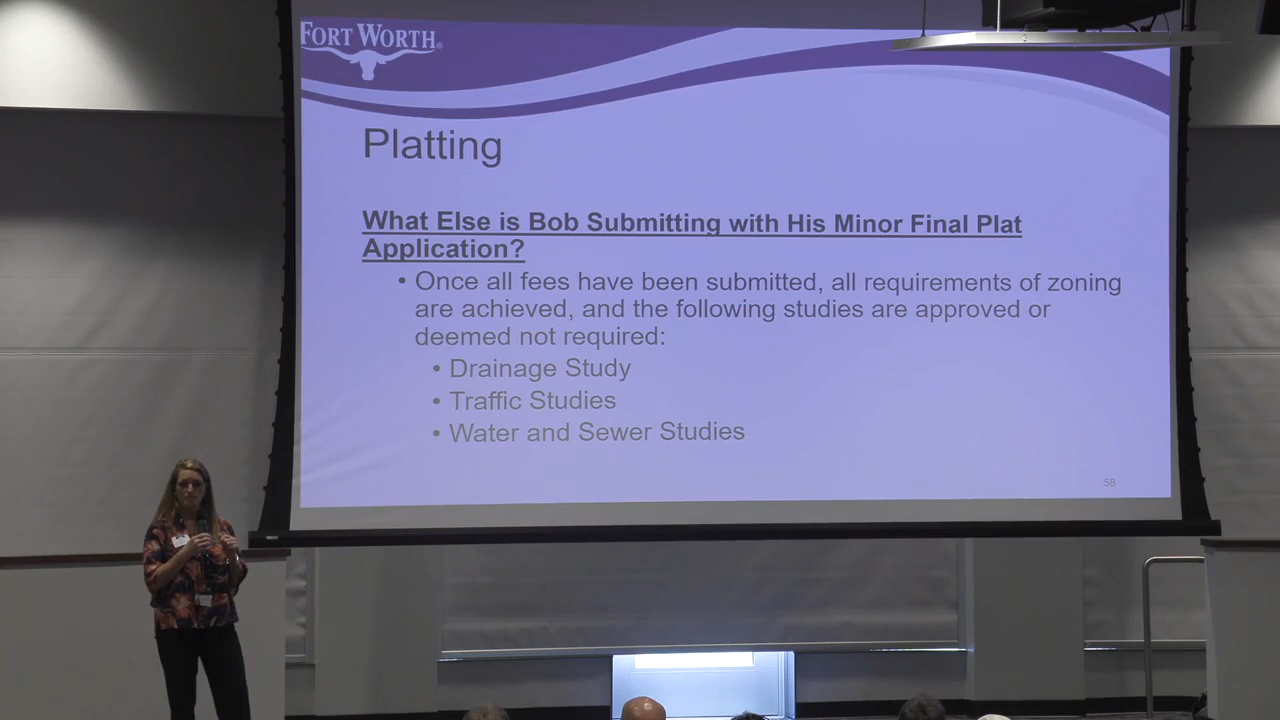 FORT WORTH®
Platting
What Else is Bob Submitting with His Minor Final Plat
Application?
• Once all fees have been submitted, all requirements of zoning
are achieved, and the following studies are approved or
deemed not required:
• Drainage Study
• Traffic Studies
• Water and Sewer Studies
58